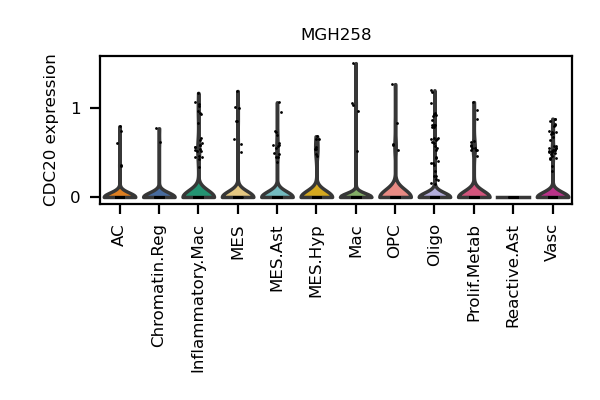 MGH258
CDC20 expression
1
0
AC
Chromatin.Reg
Inflammatory.Mac
MES
MES.Ast
MES.Hyp
Mac
OPC
Oligo
Prolif.Metab
Reactive.Ast
Vasc